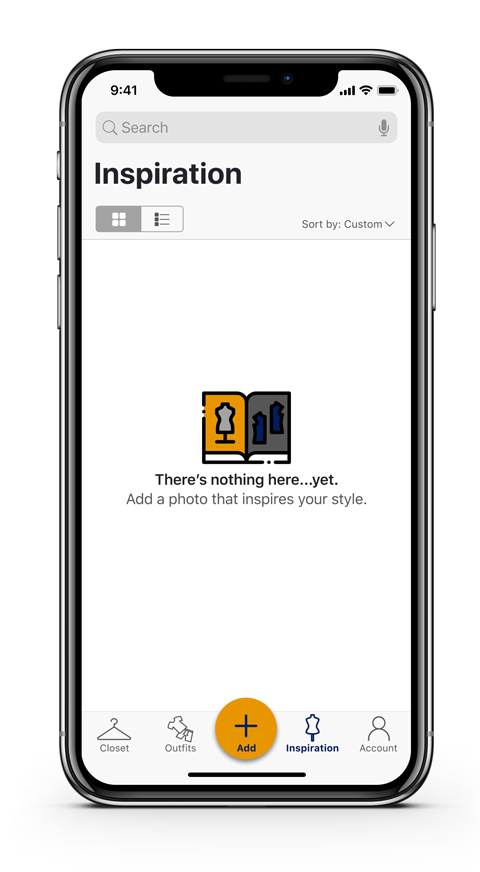 9:41
Search
Inspiration
Sort by: Custom
There's nothing here...yet.
Add a photo that inspires your style.
Closet
Outfits
Add
Inspiration
Account